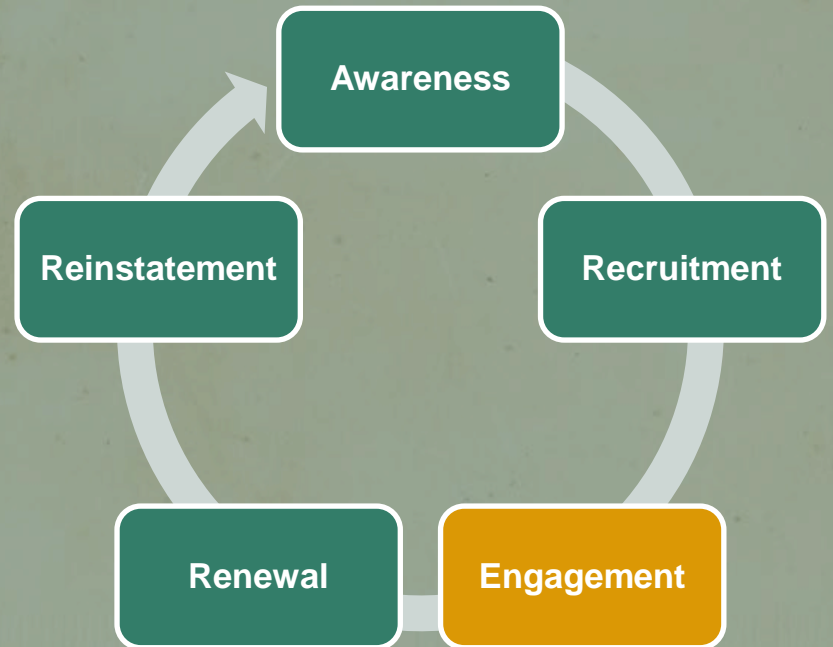 Awareness
Recruitment
Engagement
Renewal
Reinstatement